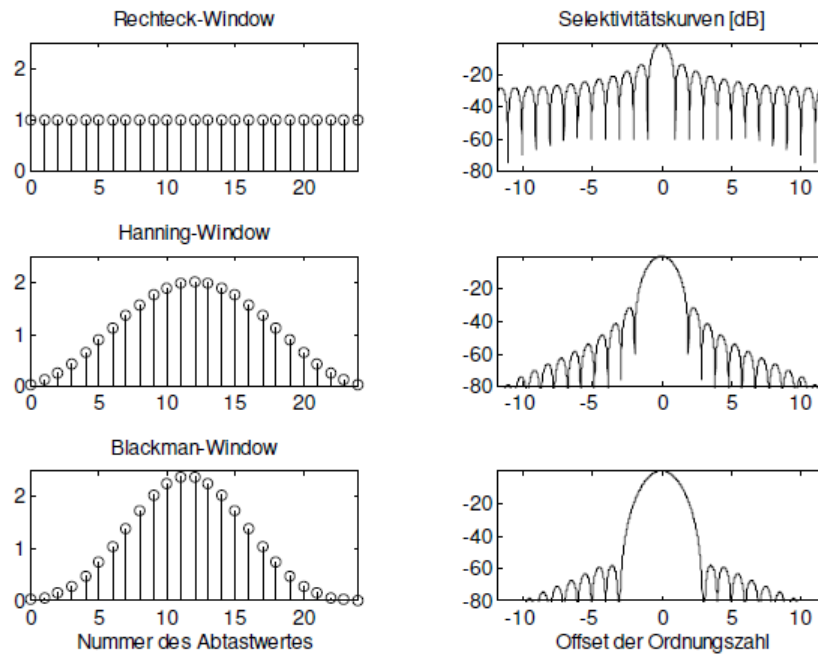 Rechteck-Window
2
1
0
0 5 10 15 20
Selektivitätskurven [dB]
-20
-40
-60
-80
-10 -5 0 5 10
Hanning-Window
2
1
0
0 5 10 15 20
-20
-40
-60
-80
-10 -5 0 5 10
Blackman-Window
2
1
0
0 5 10 15 20
Nummer des Abtastwertes
-20
-40
-60
-80
-10 -5 0 5 10
Offset der Ordnungszahl